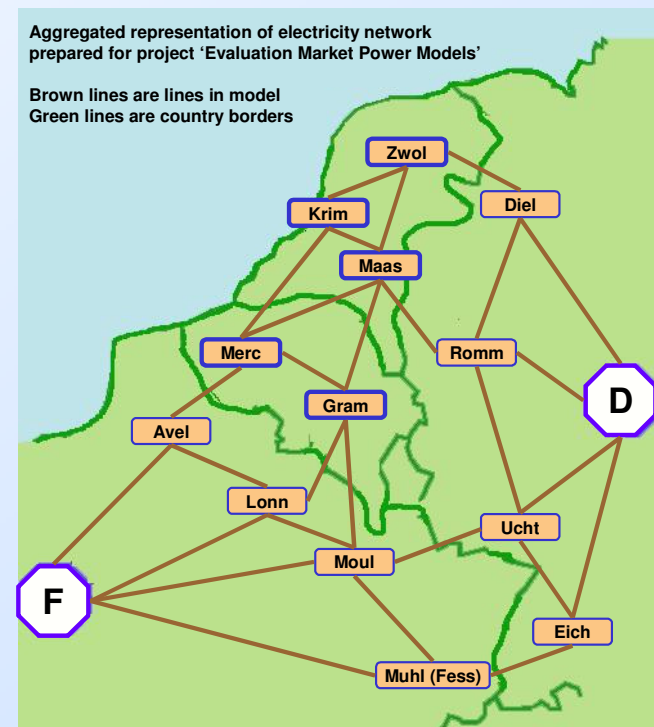 Aggregated representation of electricity network
prepared for project ‘Evaluation Market Power Models’
Brown lines are lines in model
Green lines are country borders
Zwol
Diel
Krim
Maas
Merc
Romm
Gram
D
Avel
Lonn
Ucht
Moul
F
Eich
Muhl (Fess)